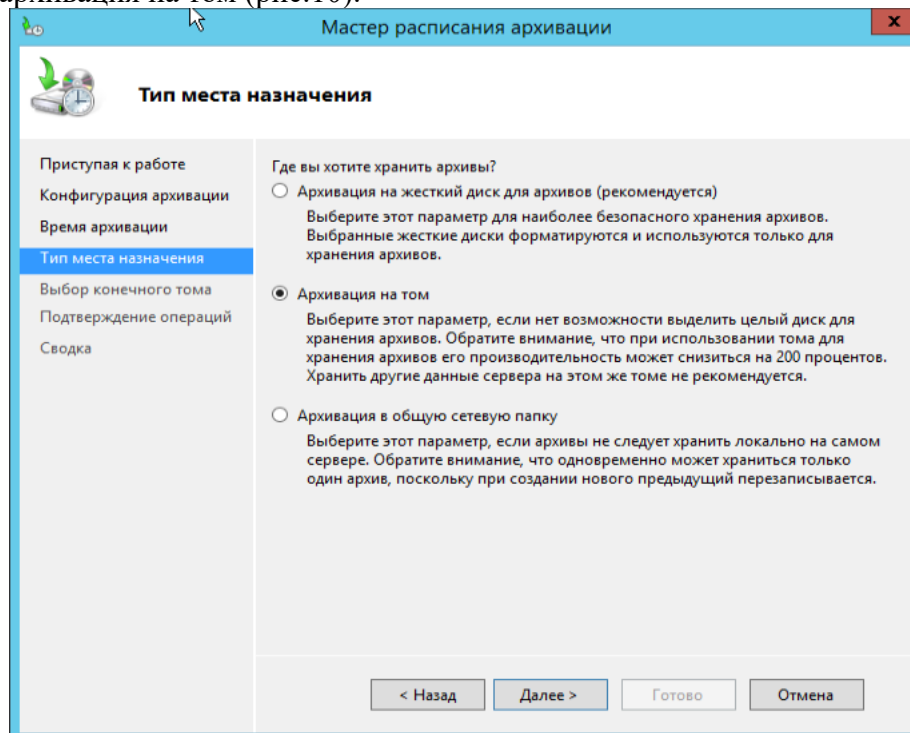 архивация на том (рис.10).
Мастер расписания архивации
x
Тип места назначения
Приступая к работе
Конфигурация архивации
Время архивации
Тип места назначения
Выбор конечного тома
Подтверждение операций
Сводка
Где вы хотите хранить архивы?
Архивация на жесткий диск для архивов (рекомендуется)
Выберите этот параметр для наиболее безопасного хранения архивов.
Выбранные жесткие диски форматируются и используются только для
хранения архивов.
Архивация на том
Выберите этот параметр, если нет возможности выделить целый диск для
хранения архивов. Обратите внимание, что при использовании тома для
хранения архивов его производительность может снизиться на 200 процентов.
Хранить другие данные сервера на этом же томе не рекомендуется.
Архивация в общую сетевую папку
Выберите этот параметр, если архивы не следует хранить локально на самом
сервере. Обратите внимание, что одновременно может храниться только
один архив, поскольку при создании нового предыдущий перезаписывается.
< Назад
Далее >
Готово
Отмена